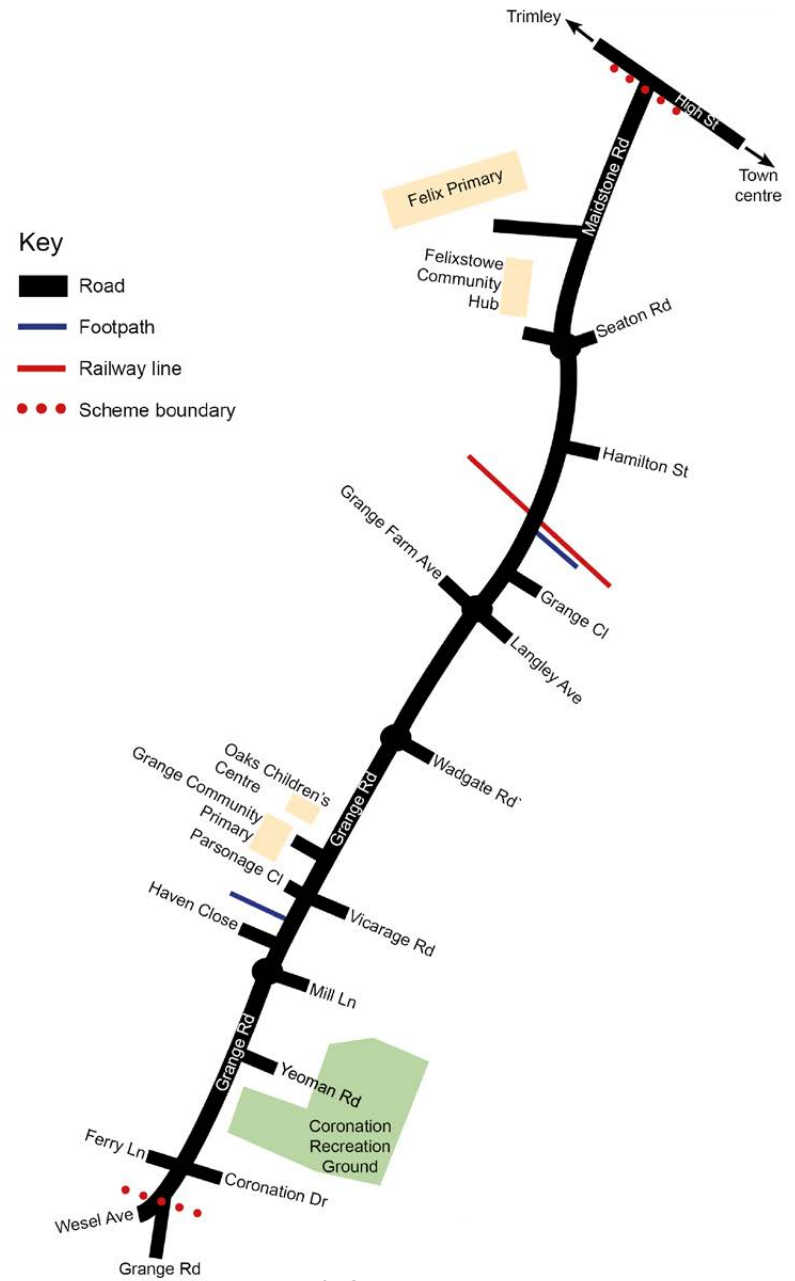 Trimley
High St
Town
centre
Maidstone Rd
Felix Primary
Key
Road
Footpath
Railway line
Scheme boundary
Felixstowe
Community
Hub
Seaton Rd
Hamilton St
Grange Farm Ave
Grange Cl
Langley Ave
Wadgate Rd`
Oaks Children's
Centre
Grange Community
Primary
Grange Rd
Parsonage Cl
Vicarage Rd
Haven Close
Mill Ln
Grange Rd
Yeoman Rd
Coronation
Recreation
Ground
Ferry Ln
Coronation Dr
Wesel Ave
Grange Rd